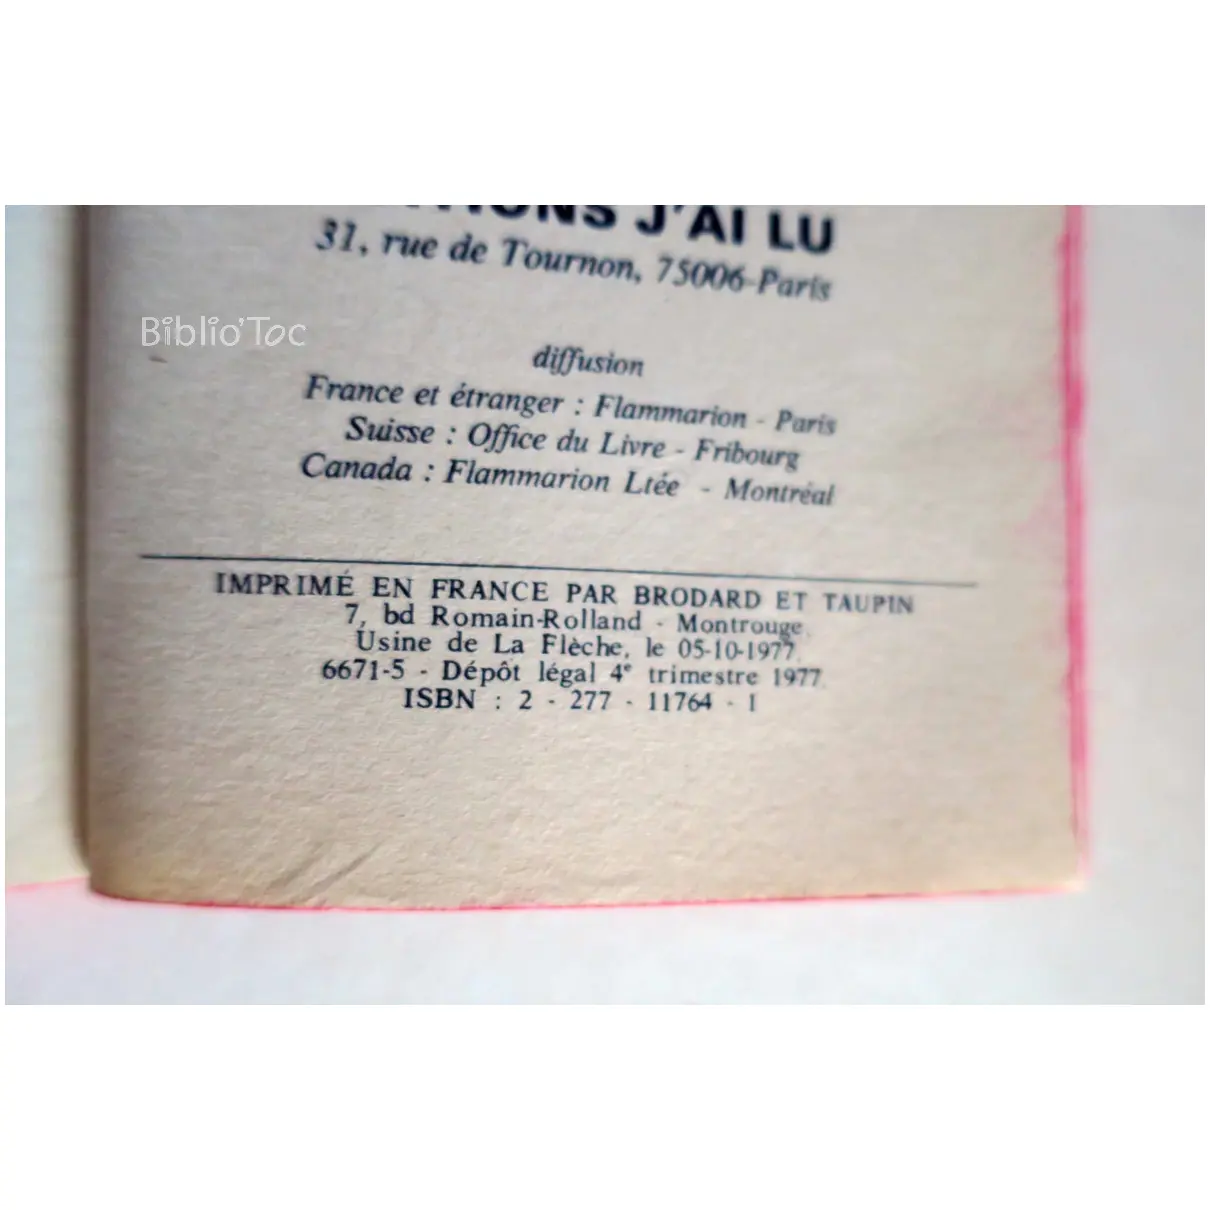 ÉDITIONS J'AI LU
31, rue de Tournon, 75006-Paris
Biblio'Toc
diffusion
France et étranger : Flammarion - Paris
Suisse : Office du Livre - Fribourg
Canada : Flammarion Ltée - Montréal
IMPRIMÉ EN FRANCE PAR BRODARD ET TAUPIN
7, bd Romain-Rolland - Montrouge.
Usine de La Flèche, le 05-10-1977.
6671-5 - Dépôt légal 4e trimestre 1977.
ISBN : 2 - 277 - 11764 - 1